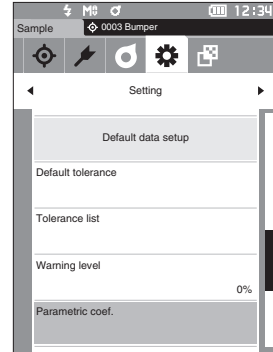 12:34
Sample 0003 Bumper
Setting
Default data setup
Default tolerance
Tolerance list
Warning level
0%
Parametric coef.